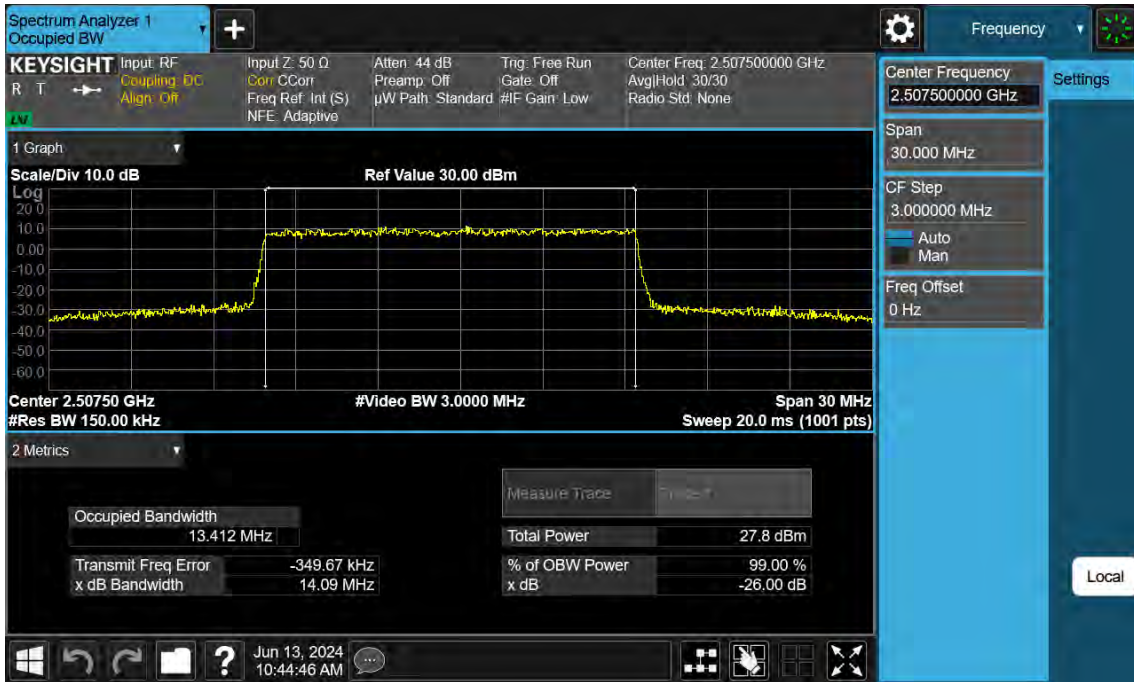 Spectrum Analyzer 1
Occupied BW
Frequency
KEYSIGHT
R T
Input: RF
Coupling: DC
Align: Off
Input Z: 50 Ω
Corr CCorr
Freq Ref: Int (S)
NFE: Adaptive
Atten: 44 dB
Preamp: Off
µW Path: Standard
Trig: Free Run
Gate: Off
#IF Gain: Low
Center Freq: 2.507500000 GHz
Avg|Hold: 30/30
Radio Std: None
Center Frequency
2.507500000 GHz
Settings
Span
30.000 MHz
CF Step
3.000000 MHz
Auto
Man
Freq Offset
0 Hz
1 Graph
Scale/Div 10.0 dB
Ref Value 30.00 dBm
Log
20.0
10.0
0.00
-10.0
-20.0
-30.0
-40.0
-50.0
-60.0
Center 2.50750 GHz
#Video BW 3.0000 MHz
Span 30 MHz
#Res BW 150.00 kHz
Sweep 20.0 ms (1001 pts)
2 Metrics
Measure Trace
Occupied Bandwidth
13.412 MHz
Total Power 27.8 dBm
Transmit Freq Error -349.67 kHz
% of OBW Power 99.00 %
x dB Bandwidth 14.09 MHz
x dB -26.00 dB
Local
Jun 13, 2024
10:44:46 AM